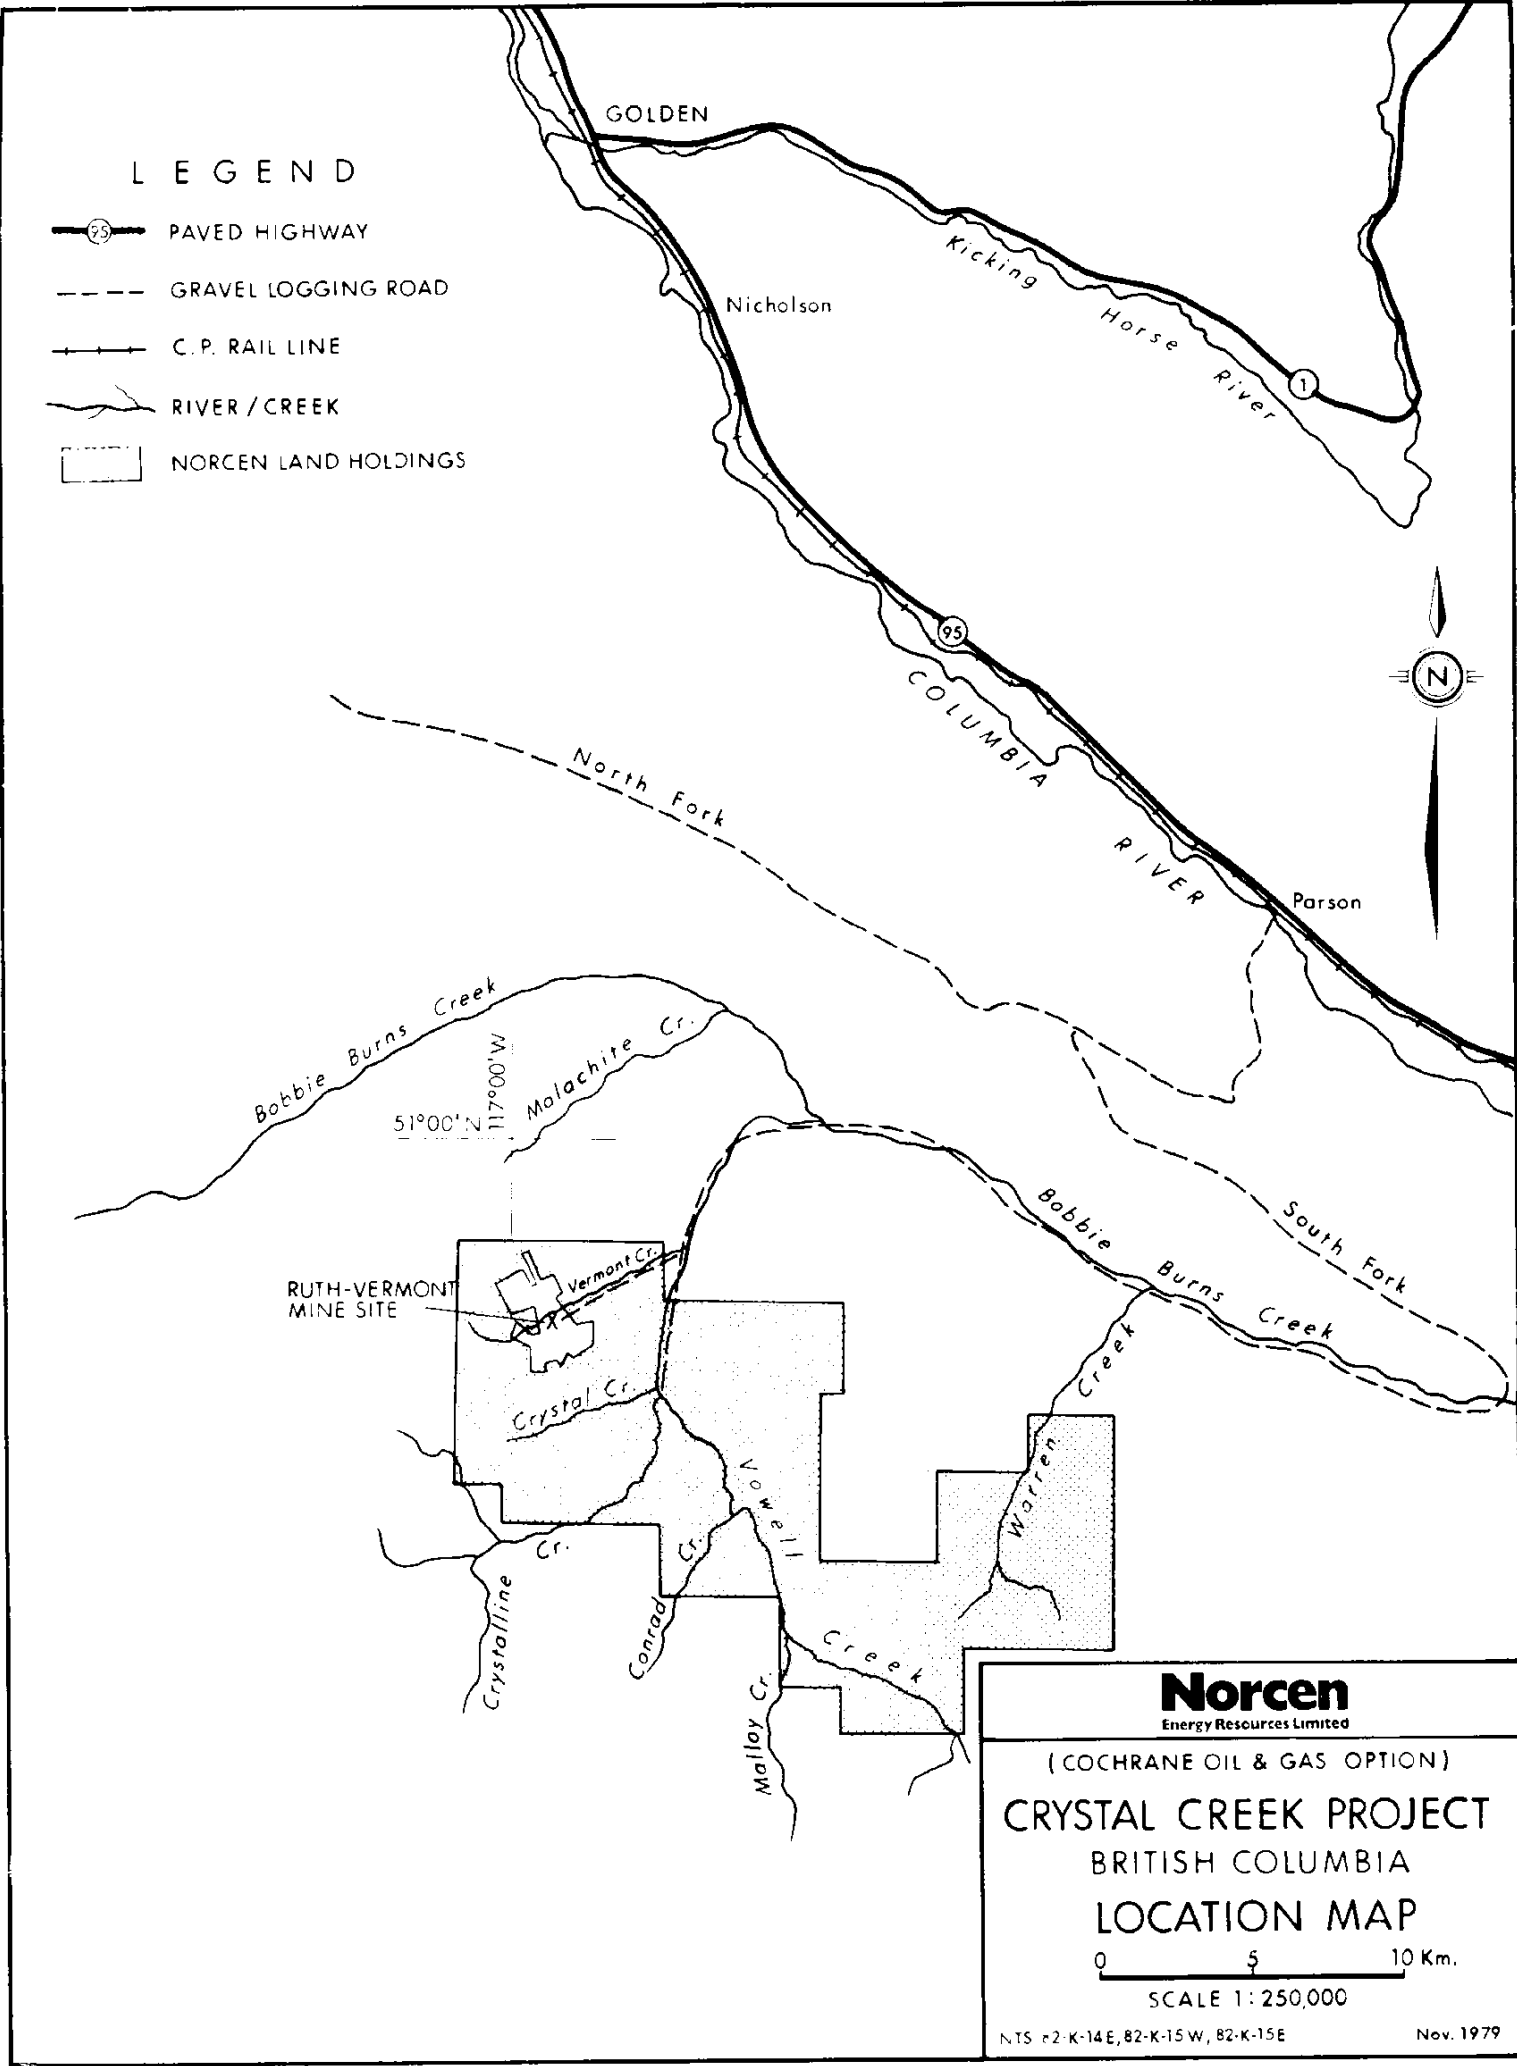 GOLDEN
LEGEND
95
PAVED HIGHWAY
GRAVEL LOGGING ROAD
C.P. RAIL LINE
RIVER / CREEK
NORCEN LAND HOLDINGS
Kicking Horse River
Nicholson
1
95
N
COLUMBIA RIVER
North Fork
Parson
Bobbie Burns Creek
Malachite Cr.
117°00'W
51°00'N
Bobbie Burns Creek
South Fork
Vermont Cr.
RUTH-VERMONT
MINE SITE
Crystal Cr.
Warren Creek
Vowell Creek
Crystalline Cr.
Conrad Cr.
Malloy Cr.
Norcen
Energy Resources Limited
(COCHRANE OIL & GAS OPTION)
CRYSTAL CREEK PROJECT
BRITISH COLUMBIA
LOCATION MAP
0 5 10 Km.
SCALE 1:250,000
NTS 82-K-14E, 82-K-15W, 82-K-15E
Nov. 1979